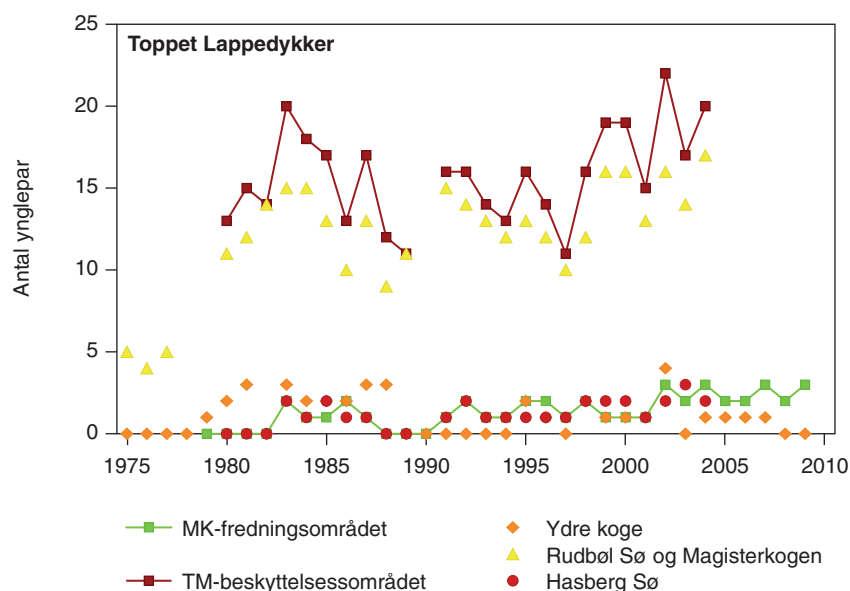 Toppet Lappedykker
Antal ynglepar
25
20
15
10
5
0
1975 1980 1985 1990 1995 2000 2005 2010
MK-fredningsområdet
TM-beskyttelsessområdet
Ydre koge
Rudbøl Sø og Magisterkogen
Hasberg Sø